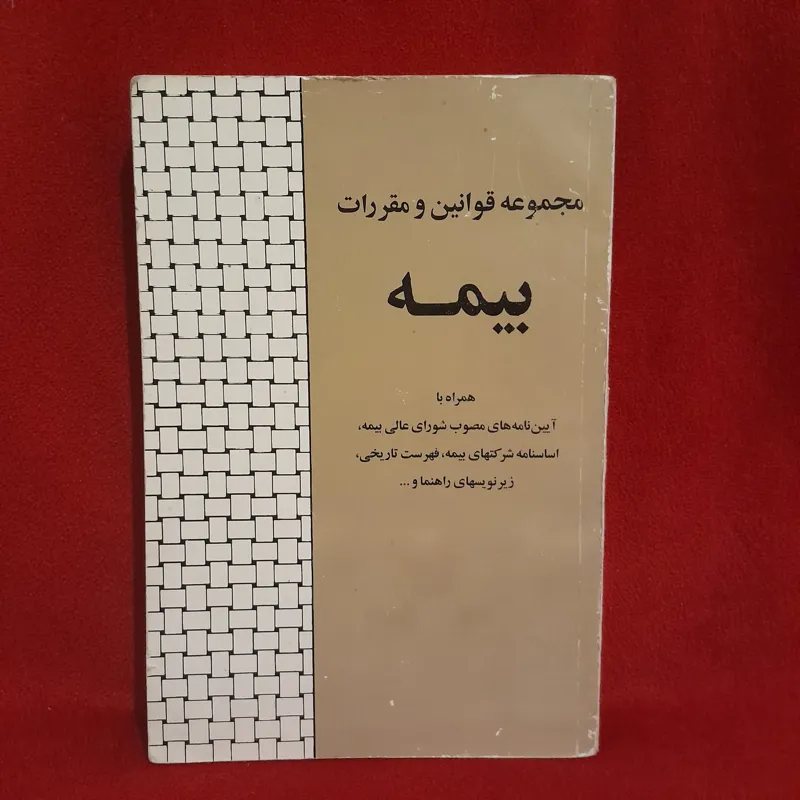 مجموعه قوانین و مقررات
بیمه
همراه با
آیین‌نامه‌های مصوب شورای عالی بیمه،
اساسنامه شرکتهای بیمه، فهرست تاریخی،
زیرنویسهای راهنما و ...